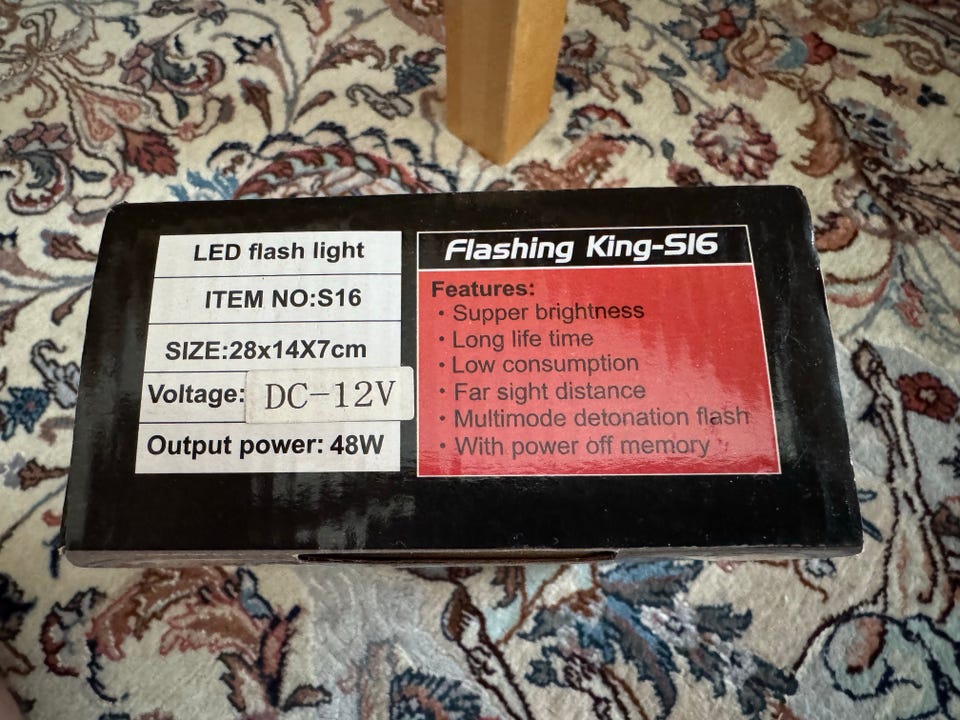 LED flash light
ITEM NO:S16
SIZE:28x14X7cm
Voltage: DC-12V
Output power: 48W
Flashing King-S16
Features:
• Supper brightness
• Long life time
• Low consumption
• Far sight distance
• Multimode detonation flash
• With power off memory